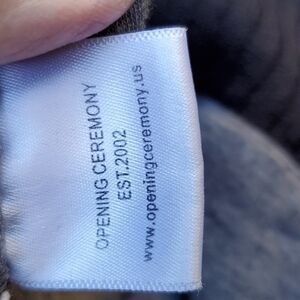 OPENING CEREMONY
EST.2002
www.openingceremony.us